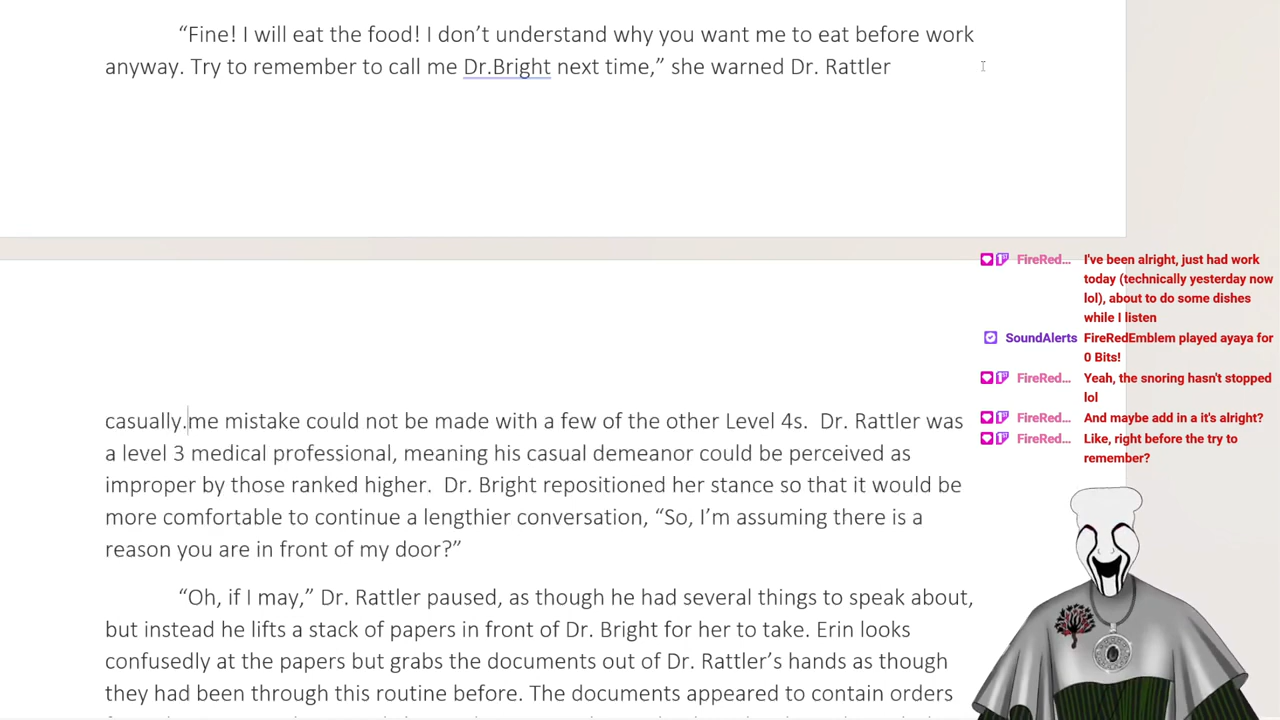 “Fine! I will eat the food! I don’t understand why you want me to eat before work
anyway. Try to remember to call me Dr.Bright next time,” she warned Dr. Rattler
casually.me mistake could not be made with a few of the other Level 4s.  Dr. Rattler was
a level 3 medical professional, meaning his casual demeanor could be perceived as
improper by those ranked higher.  Dr. Bright repositioned her stance so that it would be
more comfortable to continue a lengthier conversation, “So, I’m assuming there is a
reason you are in front of my door?”
“Oh, if I may,” Dr. Rattler paused, as though he had several things to speak about,
but instead he lifts a stack of papers in front of Dr. Bright for her to take. Erin looks
confusedly at the papers but grabs the documents out of Dr. Rattler’s hands as though
they had been through this routine before. The documents appeared to contain orders
FireRed... I've been alright, just had work
today (technically yesterday now
lol), about to do some dishes
while I listen
SoundAlerts FireRedEmblem played ayaya for
0 Bits!
FireRed... Yeah, the snoring hasn't stopped
lol
FireRed... And maybe add in a it's alright?
FireRed... Like, right before the try to
remember?